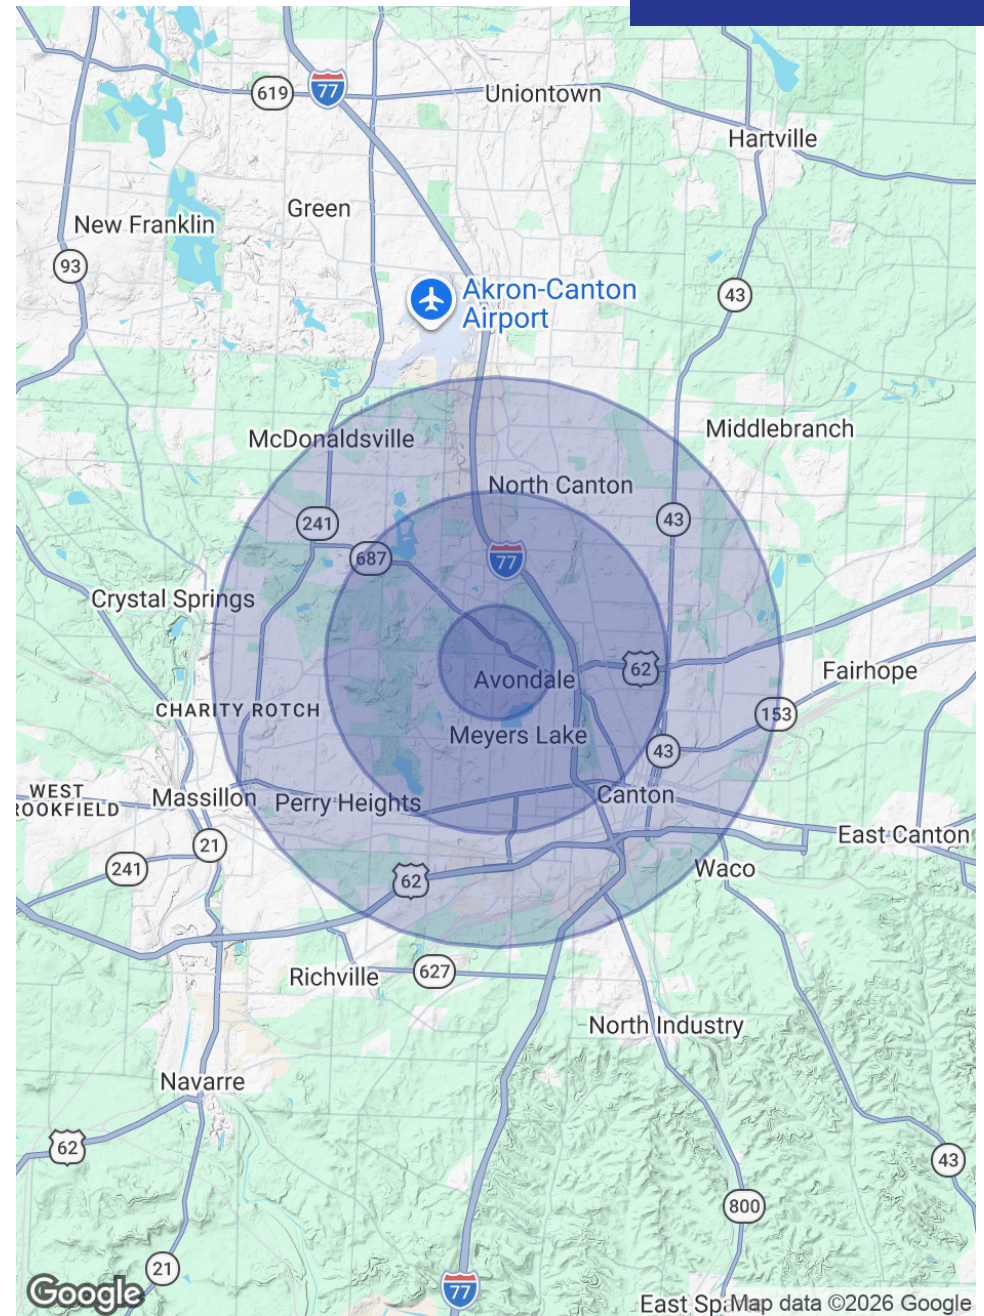 619
77
Uniontown
Hartville
New Franklin
Green
93
Akron-Canton
Airport
43
McDonaldsville
Middlebranch
North Canton
241
43
687
77
Crystal Springs
62
Fairhope
Avondale
CHARITY ROTCH
153
Meyers Lake
43
WEST
ROOKFIELD
Massillon
Perry Heights
Canton
21
East Canton
241
62
Waco
627
Richville
North Industry
Navarre
62
43
800
21
77
Google
East Spa
Map data ©2026 Google